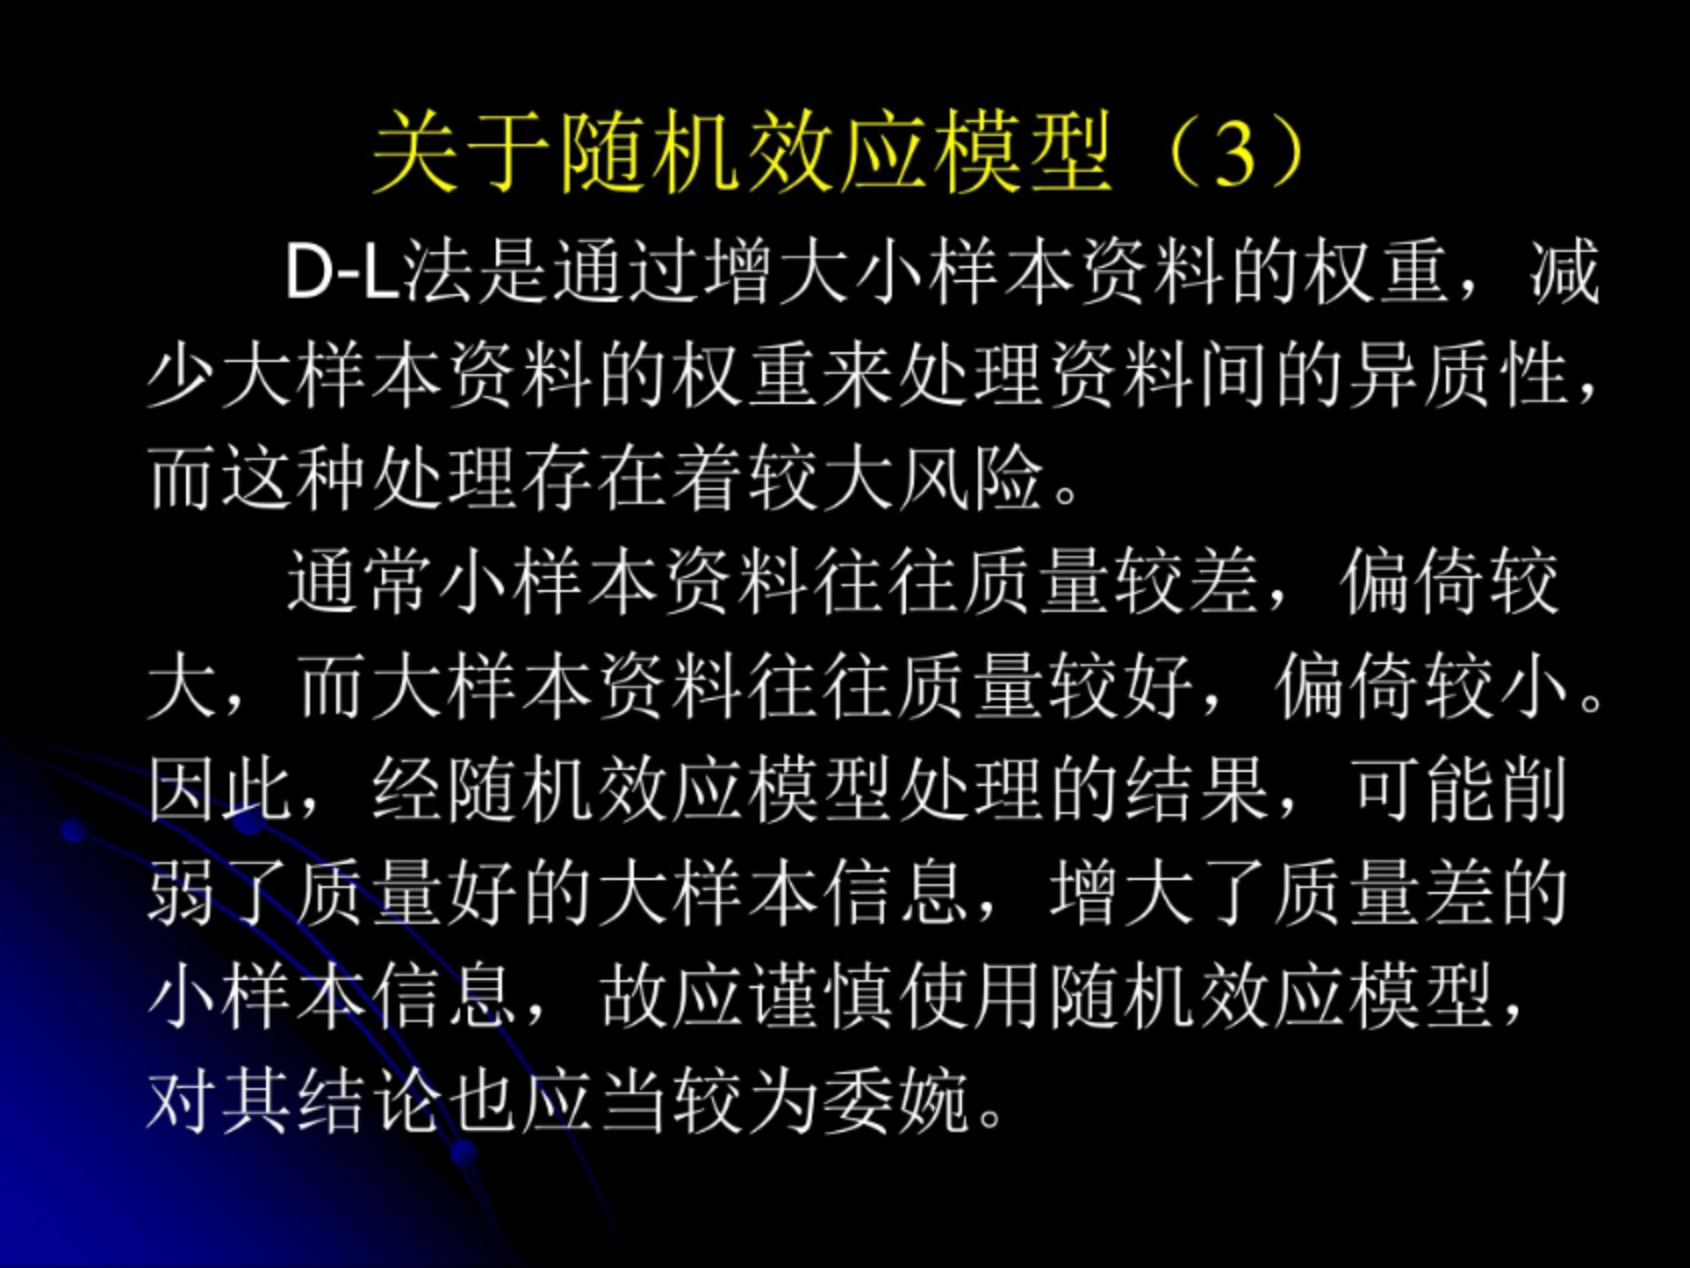 关于随机效应模型（3）
D-L法是通过增大小样本资料的权重，减
少大样本资料的权重来处理资料间的异质性，
而这种处理存在着较大风险。
通常小样本资料往往质量较差，偏倚较
大，而大样本资料往往质量较好，偏倚较小。
因此，经随机效应模型处理的结果，可能削
弱了质量好的大样本信息，增大了质量差的
小样本信息，故应谨慎使用随机效应模型，
对其结论也应当较为委婉。